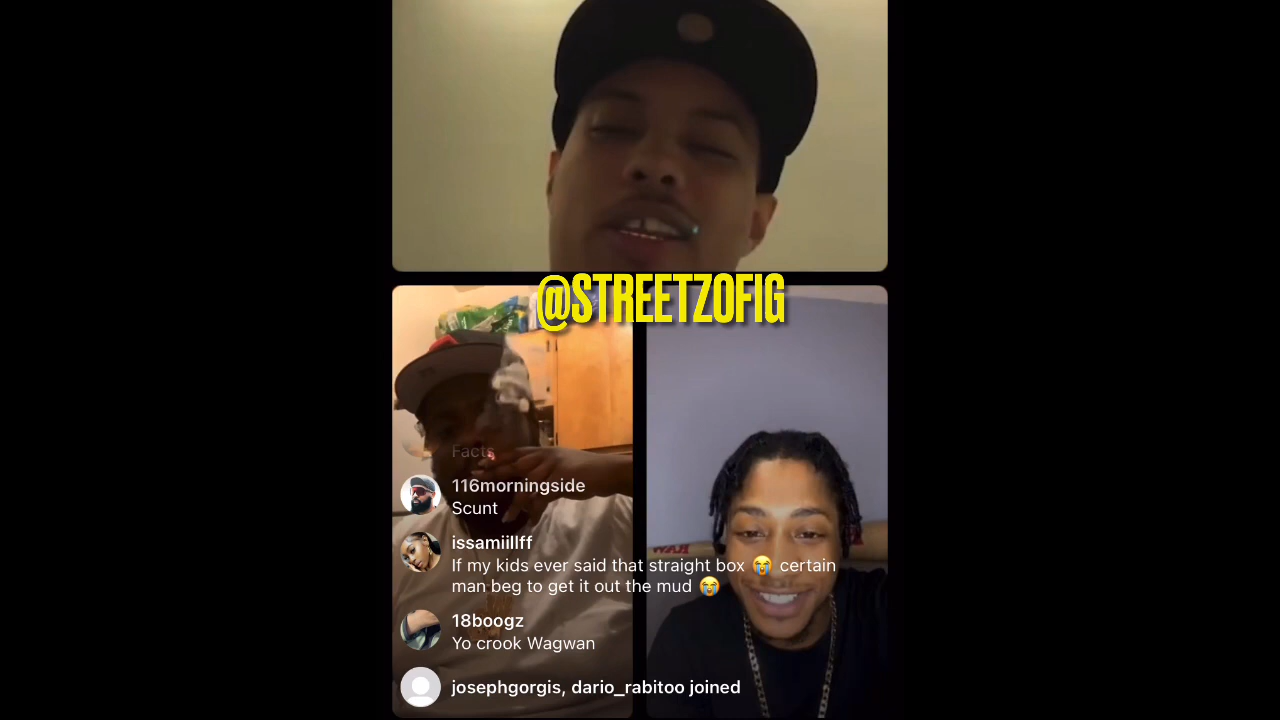 @STREETZOFIG
Facts
116morningside
Scunt
issamiillff
If my kids ever said that straight box 😭 certain
man beg to get it out the mud 😭
18boogz
Yo crook Wagwan
josephgorgis, dario_rabitoo joined